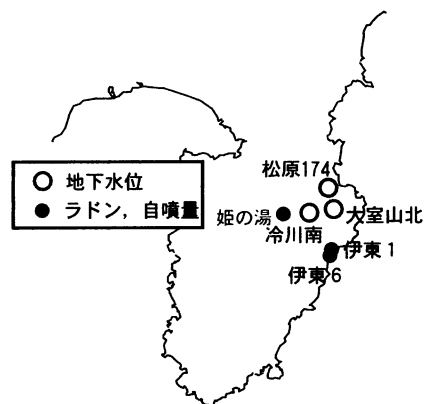 松原174
地下水位
ラドン，自噴量
姫の湯
大室山北
冷川南
伊東1
伊東6